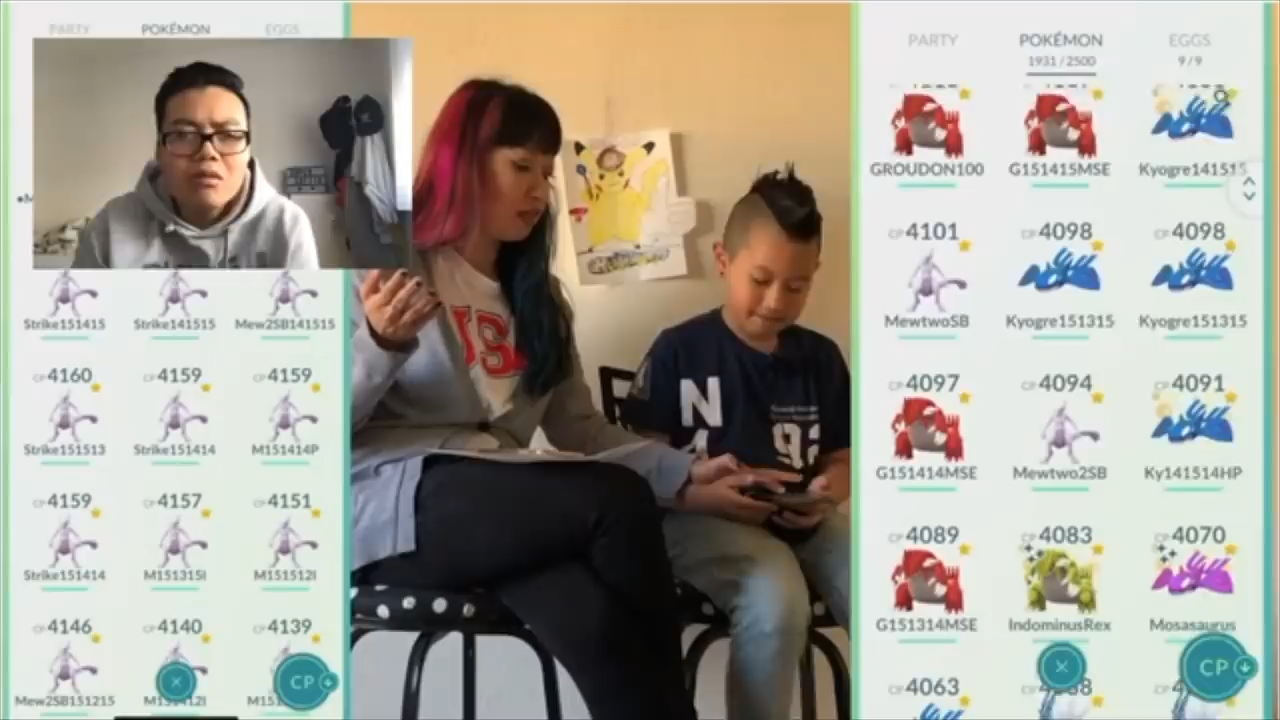 PARTY POKÉMON EGGS
Strike151415 Strike141515 Mew2SB141515
CP4160 CP4159 CP4159
Strike151513 Strike151414 M151414P
CP4159 CP4157 CP4151
Strike151414 M151315I M151512I
CP4146 CP4140 CP4139
Mew2SB151215
CP
USA
N
92
PARTY POKÉMON EGGS
1931 / 2500 9 / 9
GROUDON100 G151415MSE Kyogre141515
CP4101 CP4098 CP4098
MewtwoSB Kyogre151315 Kyogre151315
CP4097 CP4094 CP4091
G151414MSE Mewtwo2SB Ky141514HP
CP4089 CP4083 CP4070
G151314MSE IndominusRex Mosasaurus
CP4063
CP